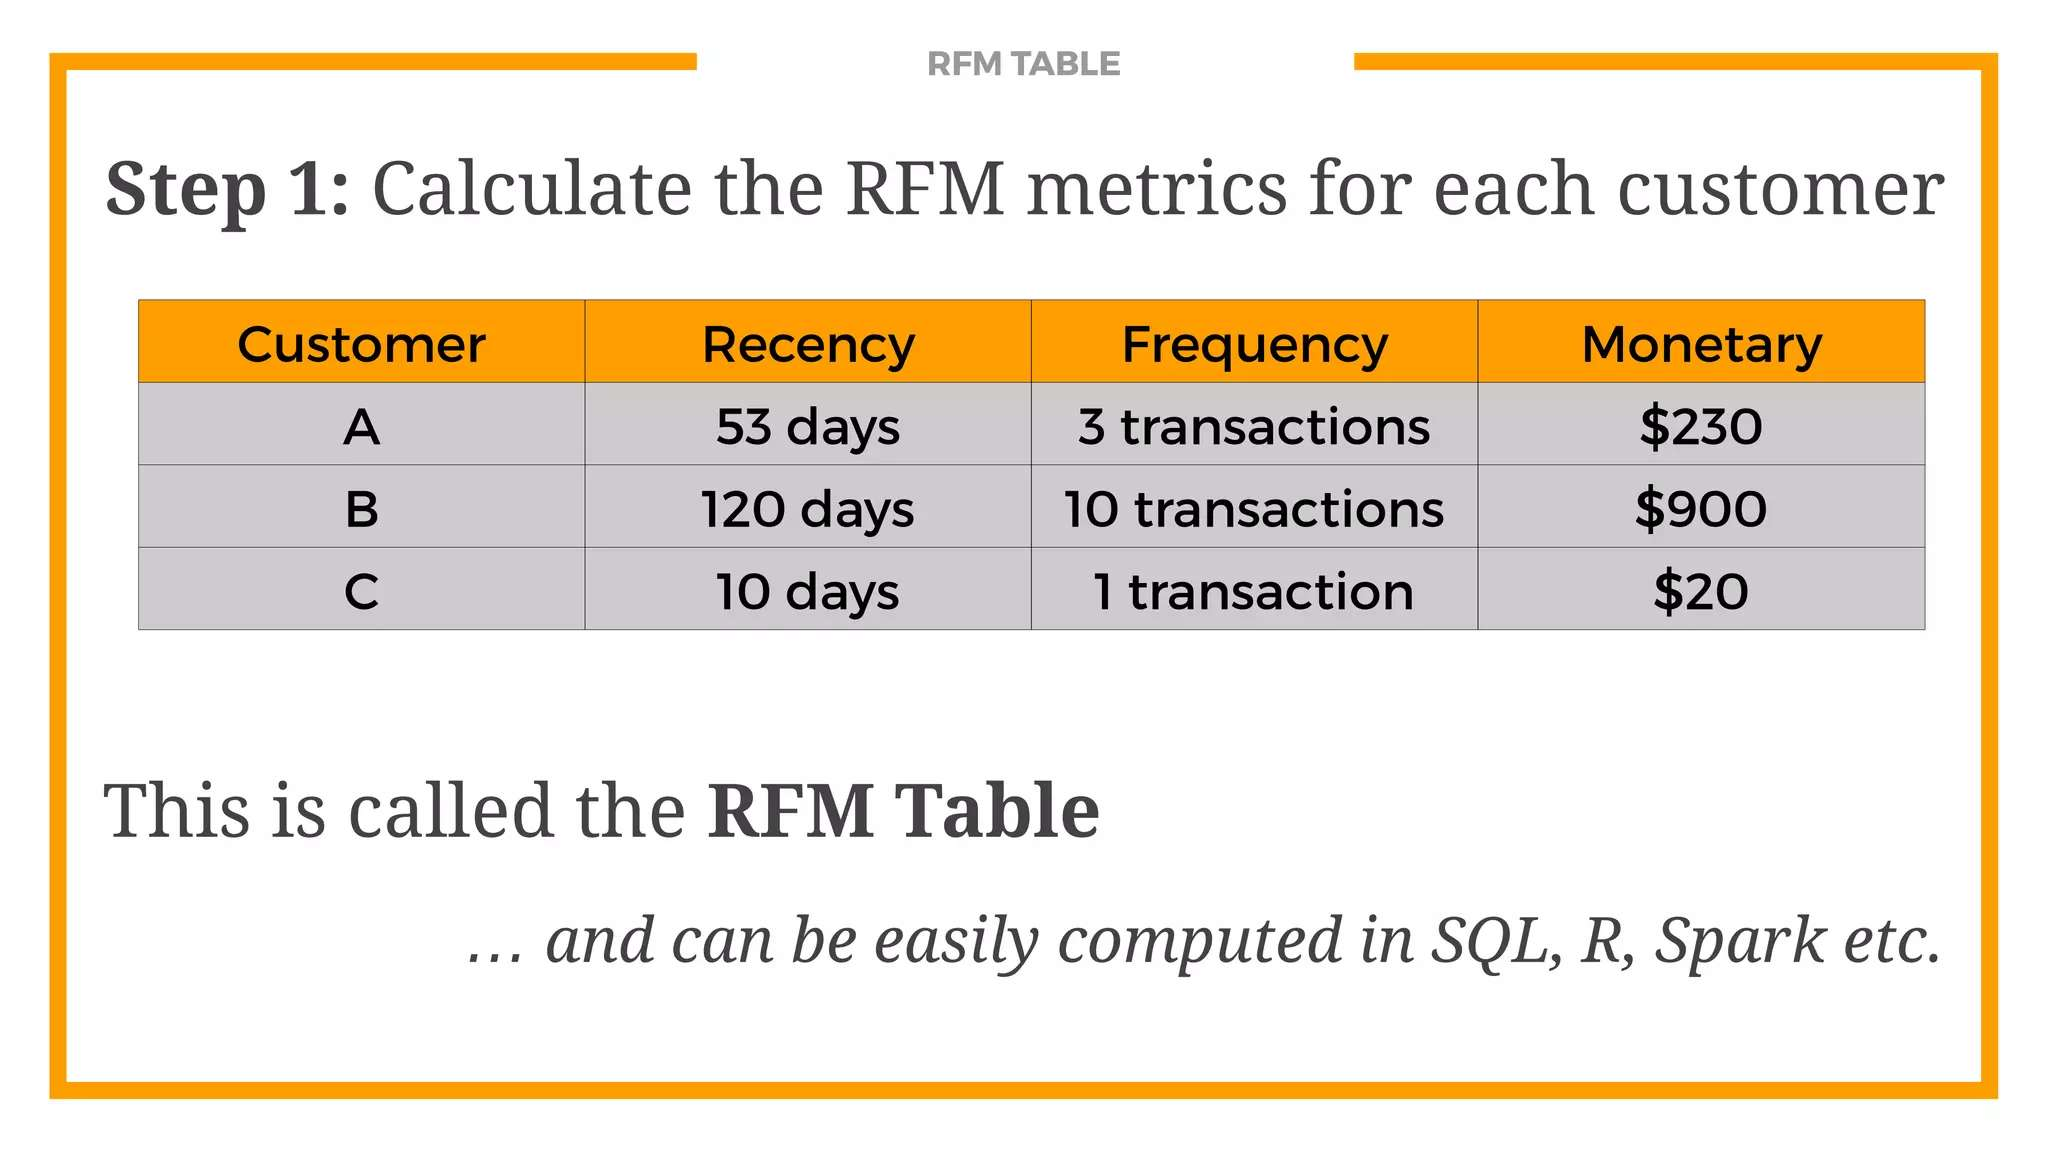 RFM TABLE
Step 1: Calculate the RFM metrics for each customer
Customer Recency Frequency Monetary
A 53 days 3 transactions $230
B 120 days 10 transactions $900
C 10 days 1 transaction $20
This is called the RFM Table
… and can be easily computed in SQL, R, Spark etc.